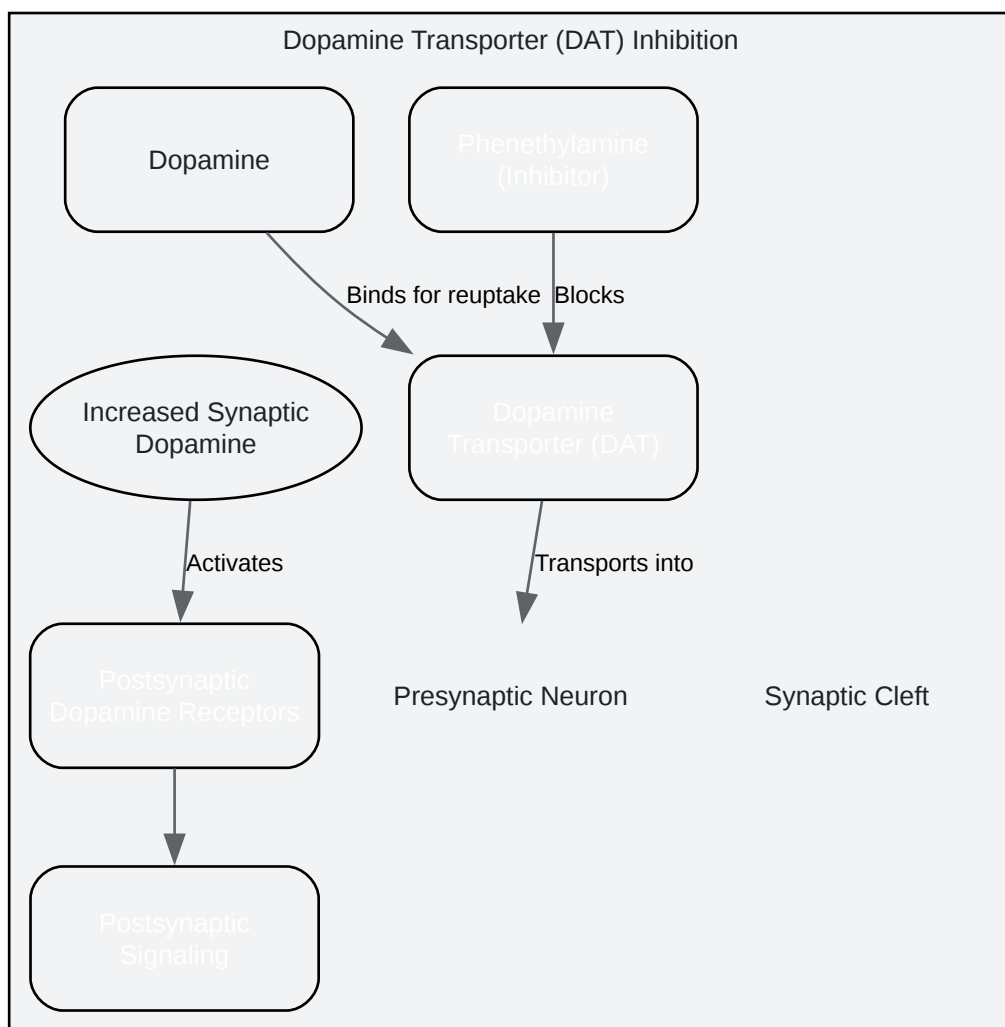 Dopamine Transporter (DAT) Inhibition
Dopamine
Phenethylamine
(Inhibitor)
Binds for reuptake
Blocks
Increased Synaptic
Dopamine
Dopamine
Transporter (DAT)
Activates
Transports into
Postsynaptic
Dopamine Receptors
Presynaptic Neuron
Synaptic Cleft
Postsynaptic
Signaling